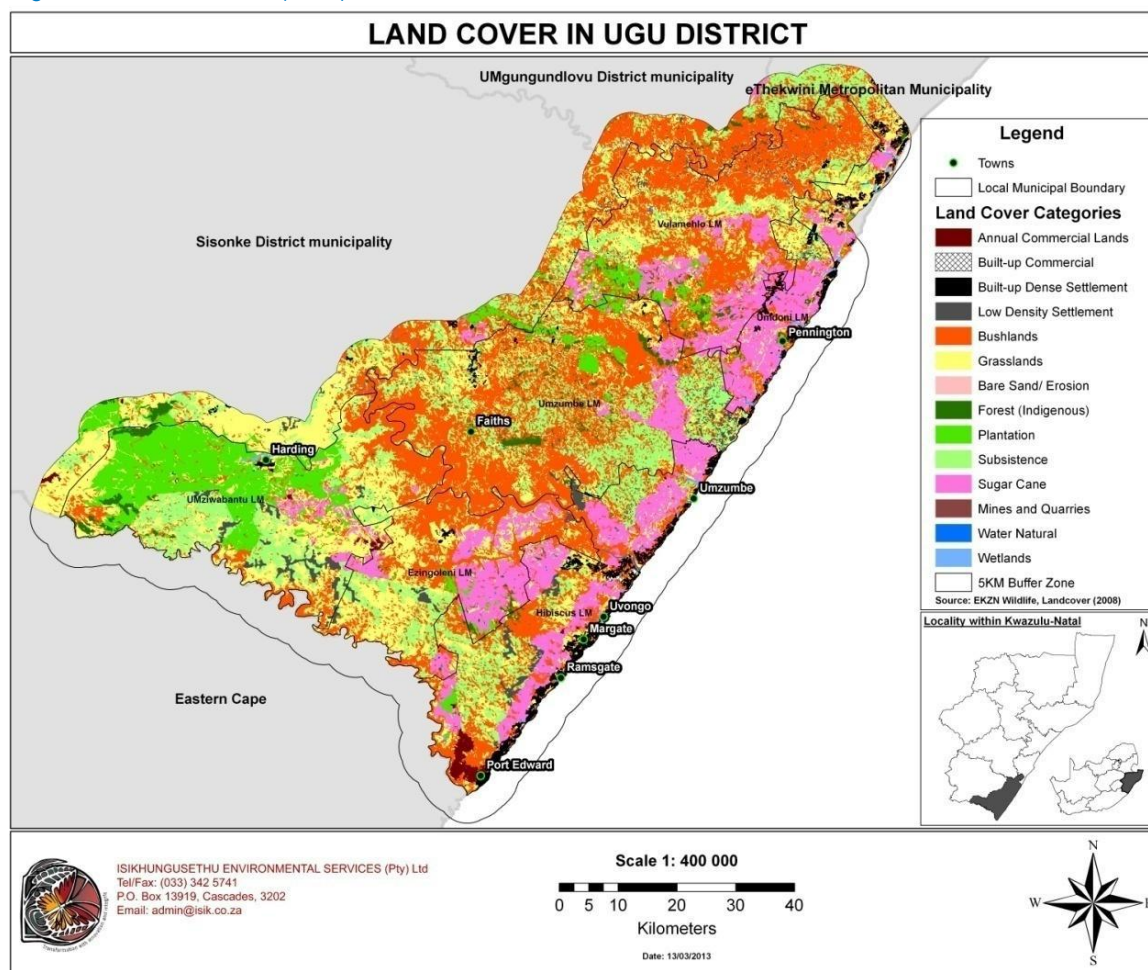 LAND COVER IN UGU DISTRICT
UMgungundlovu District municipality
eThekwini Metropolitan Municipality
Sisonke District municipality
Vulamehlo LM
Umdoni LM
Pennington
Umzumbe LM
Faiths
Harding
UMziwabantu LM
Umzumbe
Ezingoleni LM
Hibiscus LM
Uvongo
Margate
Ramsgate
Eastern Cape
Port Edward
Legend
Towns
Local Municipal Boundary
Land Cover Categories
Annual Commercial Lands
Built-up Commercial
Built-up Dense Settlement
Low Density Settlement
Bushlands
Grasslands
Bare Sand/ Erosion
Forest (Indigenous)
Plantation
Subsistence
Sugar Cane
Mines and Quarries
Water Natural
Wetlands
5KM Buffer Zone
Source: EKZN Wildlife, Landcover (2008)
Locality within Kwazulu-Natal
N
ISIKHUNGUSETHU ENVIRONMENTAL SERVICES (Pty) Ltd
Tel/Fax: (033) 342 5741
P.O. Box 13919, Cascades, 3202
Email: admin@isik.co.za
Scale 1: 400 000
0 5 10 20 30 40
Kilometers
Date: 13/03/2013
N
W
S